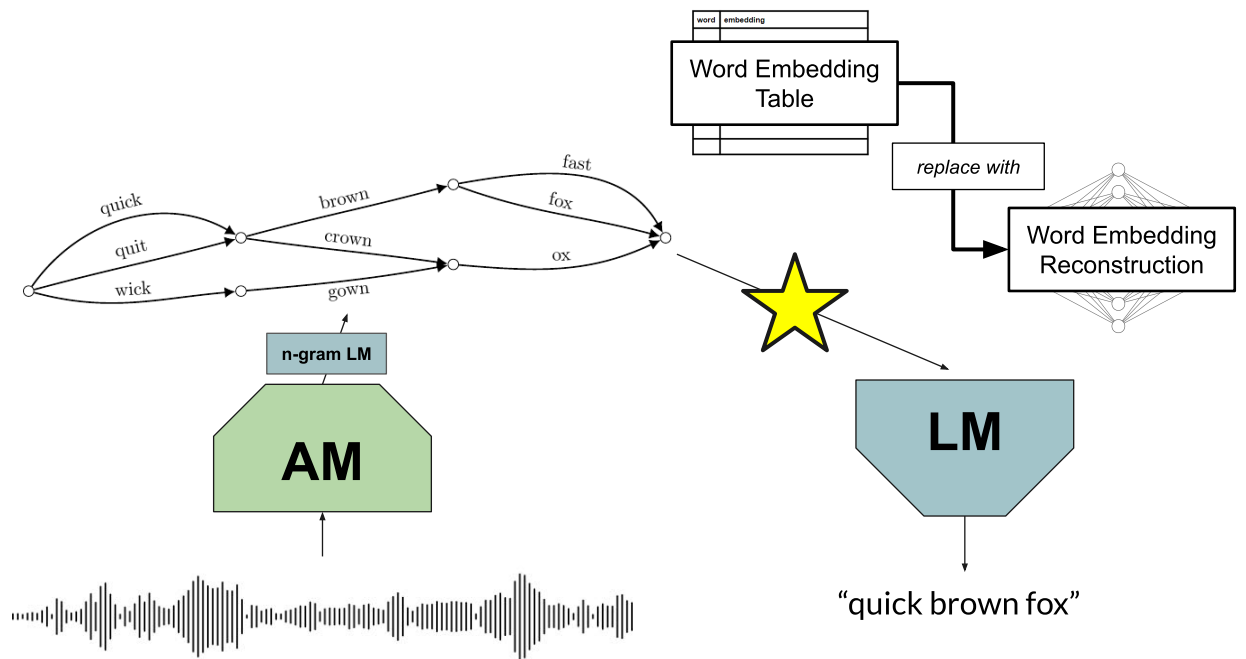 word embedding
Word Embedding
Table
replace with
Word Embedding
Reconstruction
quick
quit
wick
brown
crown
gown
fast
fox
ox
n-gram LM
AM
LM
“quick brown fox”